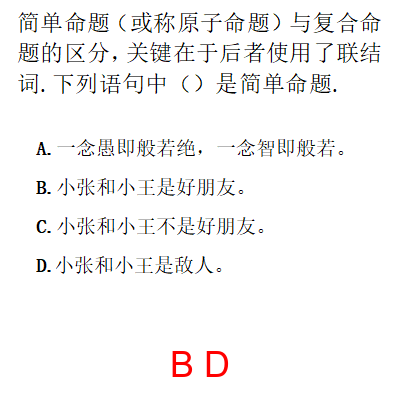 简单命题（或称原子命题）与复合命
题的区分，关键在于后者使用了联结
词. 下列语句中（）是简单命题.
A. 一念愚即般若绝，一念智即般若。
B. 小张和小王是好朋友。
C. 小张和小王不是好朋友。
D. 小张和小王是敌人。
B D